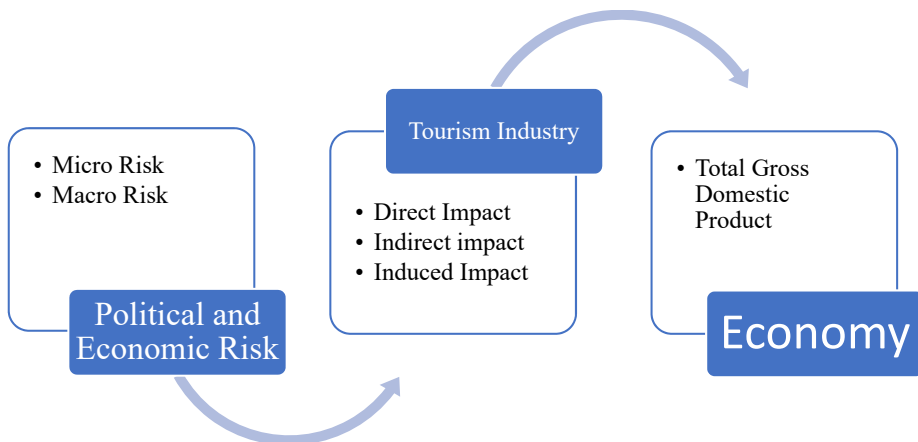 • Micro Risk
• Macro Risk
Political and
Economic Risk
Tourism Industry
• Direct Impact
• Indirect impact
• Induced Impact
• Total Gross
Domestic
Product
Economy